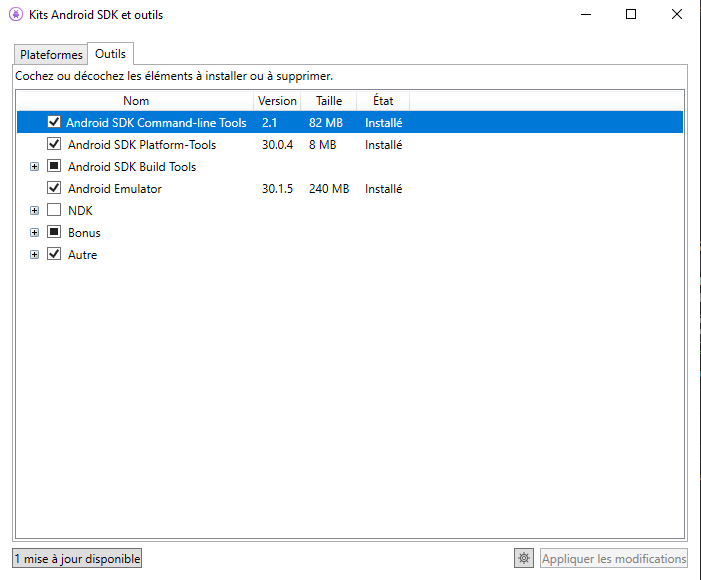 Kits Android SDK et outils
Plateformes Outils
Cochez ou décochez les éléments à installer ou à supprimer.
Nom Version Taille État
Android SDK Command-line Tools 2.1 82 MB Installé
Android SDK Platform-Tools 30.0.4 8 MB Installé
Android SDK Build Tools
Android Emulator 30.1.5 240 MB Installé
NDK
Bonus
Autre
1 mise à jour disponible Appliquer les modifications